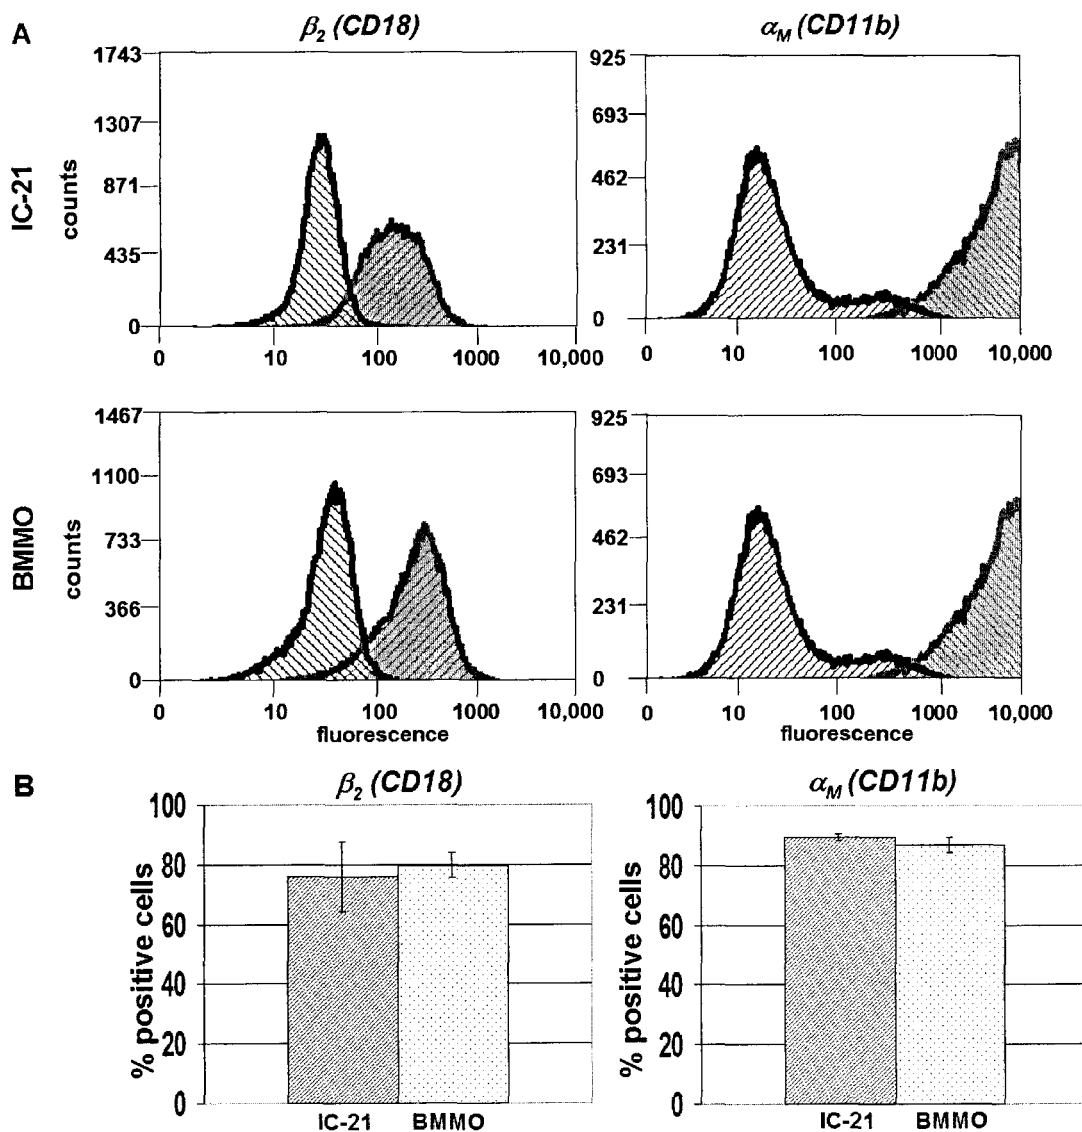 A
β2 (CD18)
αM (CD11b)
IC-21
counts
1743
1307
871
435
0
0 10 100 1000 10,000
925
693
462
231
0
0 10 100 1000 10,000
BMMO
counts
1467
1100
733
366
0
0 10 100 1000 10,000
fluorescence
925
693
462
231
0
0 10 100 1000 10,000
fluorescence
B
β2 (CD18)
% positive cells
100
80
60
40
20
0
IC-21 BMMO
αM (CD11b)
% positive cells
100
80
60
40
20
0
IC-21 BMMO